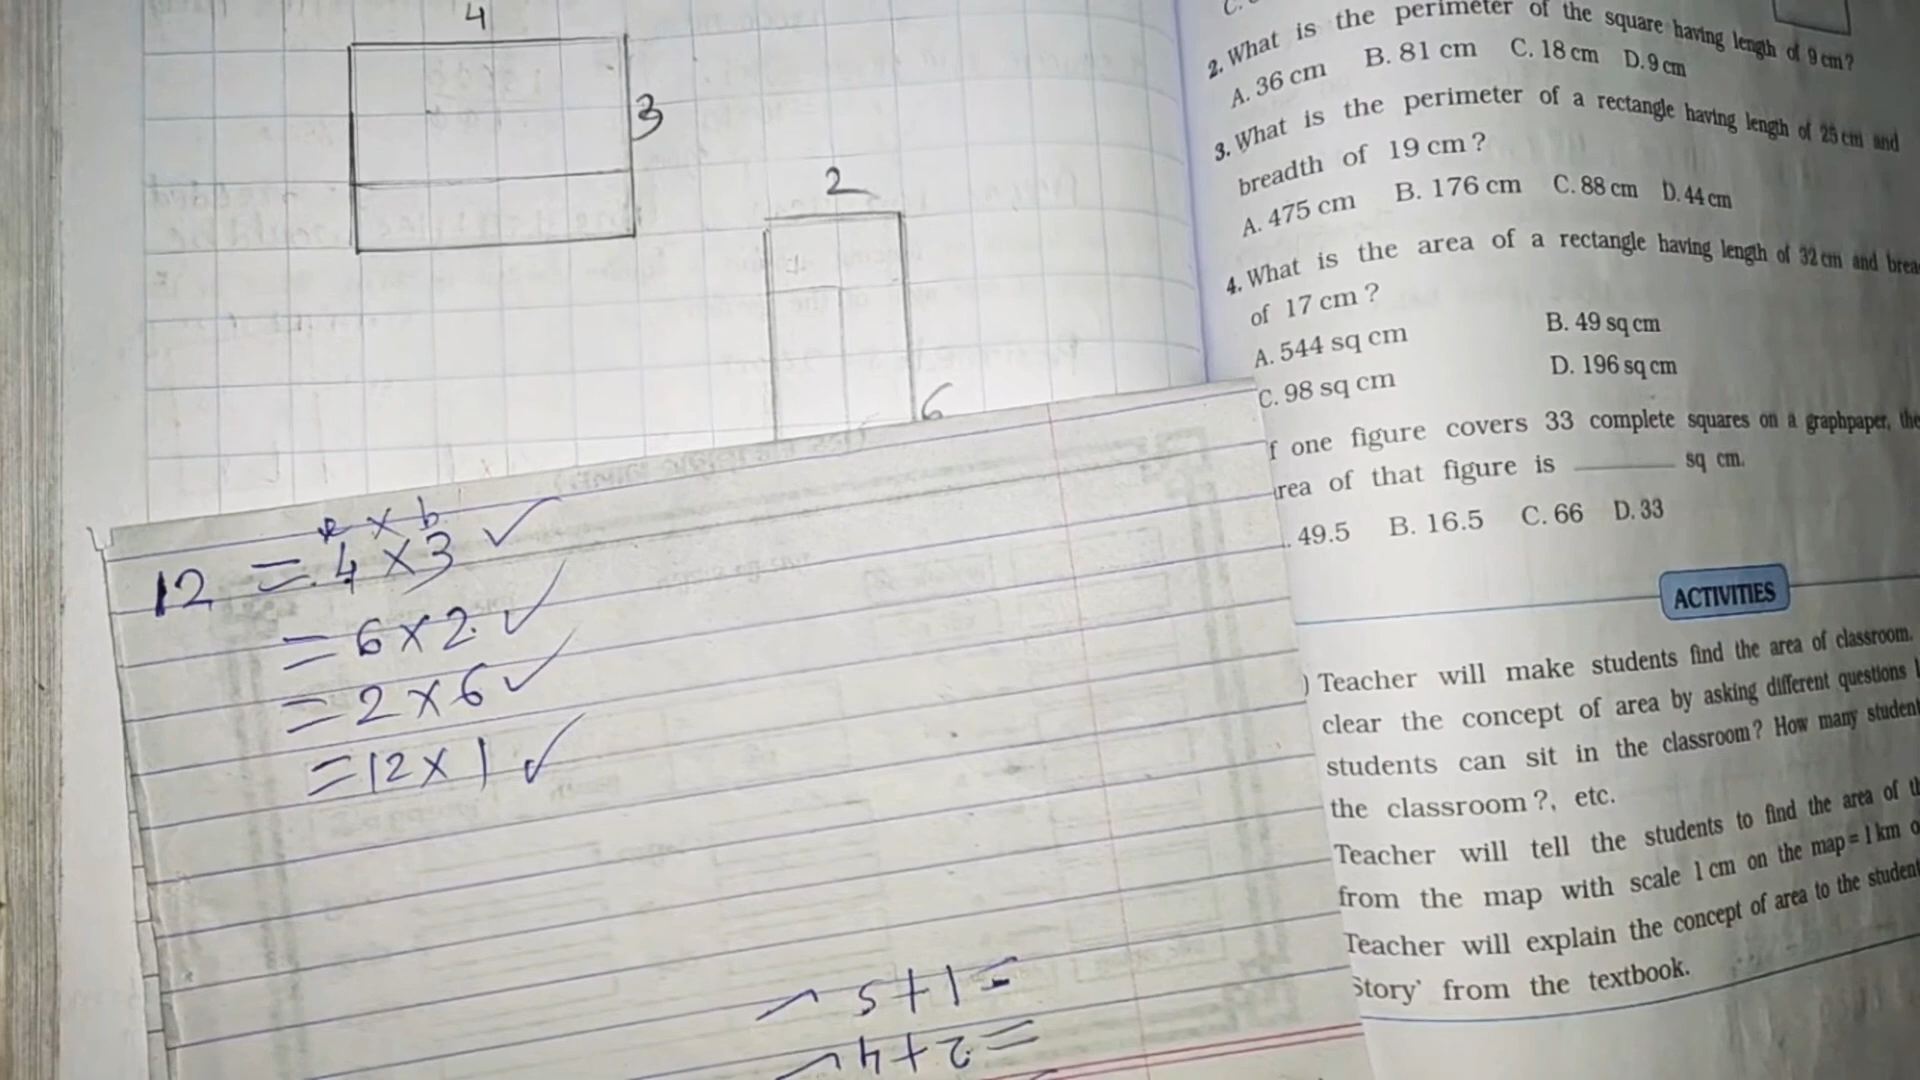 4
3
2
6
l x b
12 = 4 x 3 ✓
= 6 x 2 ✓
= 2 x 6 ✓
= 12 x 1 ✓
= 1 + 5 ✓
= 2 + 4 ✓
2. What is the perimeter of the square having length of 9 cm?
A. 36 cm B. 81 cm C. 18 cm D. 9 cm
3. What is the perimeter of a rectangle having length of 25 cm and
breadth of 19 cm ?
A. 475 cm B. 176 cm C. 88 cm D. 44 cm
4. What is the area of a rectangle having length of 32 cm and brea
of 17 cm ?
A. 544 sq cm B. 49 sq cm
C. 98 sq cm D. 196 sq cm
f one figure covers 33 complete squares on a graphpaper, the
rea of that figure is ________ sq cm.
. 49.5 B. 16.5 C. 66 D. 33
ACTIVITIES
) Teacher will make students find the area of classroom.
clear the concept of area by asking different questions
students can sit in the classroom? How many student
the classroom ?, etc.
Teacher will tell the students to find the area of th
from the map with scale 1 cm on the map = 1 km o
Teacher will explain the concept of area to the student
Story' from the textbook.